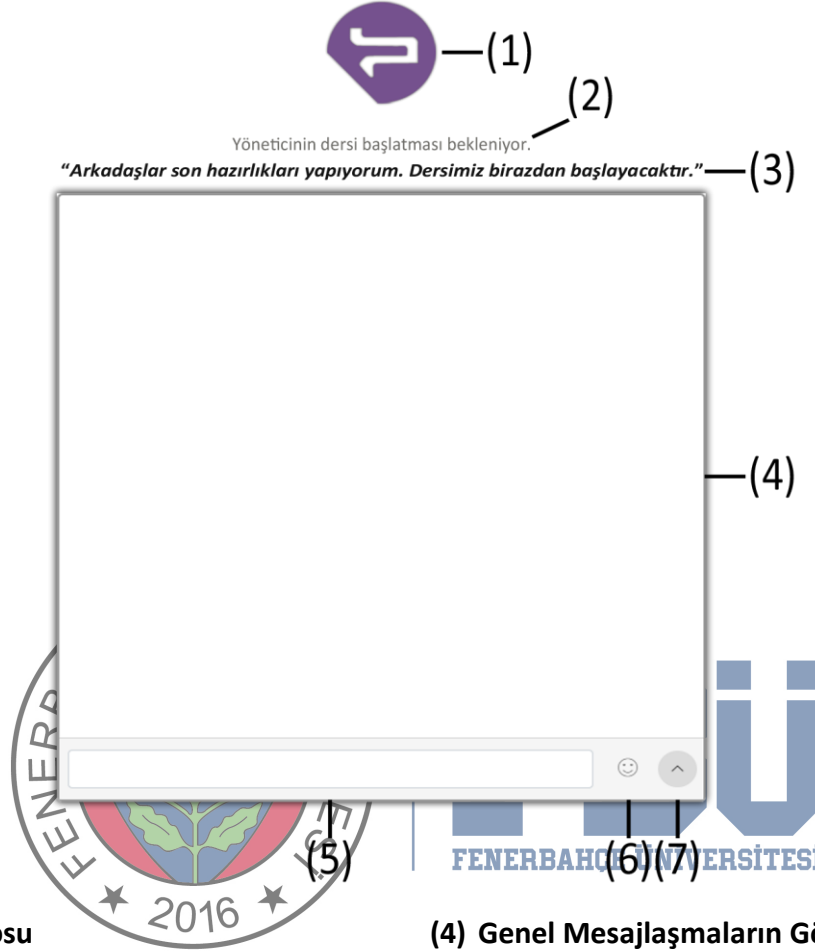 (1)
(2)
Yöneticinin dersi başlatması bekleniyor.
“Arkadaşlar son hazırlıkları yapıyorum. Dersimiz birazdan başlayacaktır.”
(3)
(4)
(5)
(6)
(7)
FENERBAHÇE ÜNİVERSİTESİ
2016
(4) Genel Mesajlaşmaların